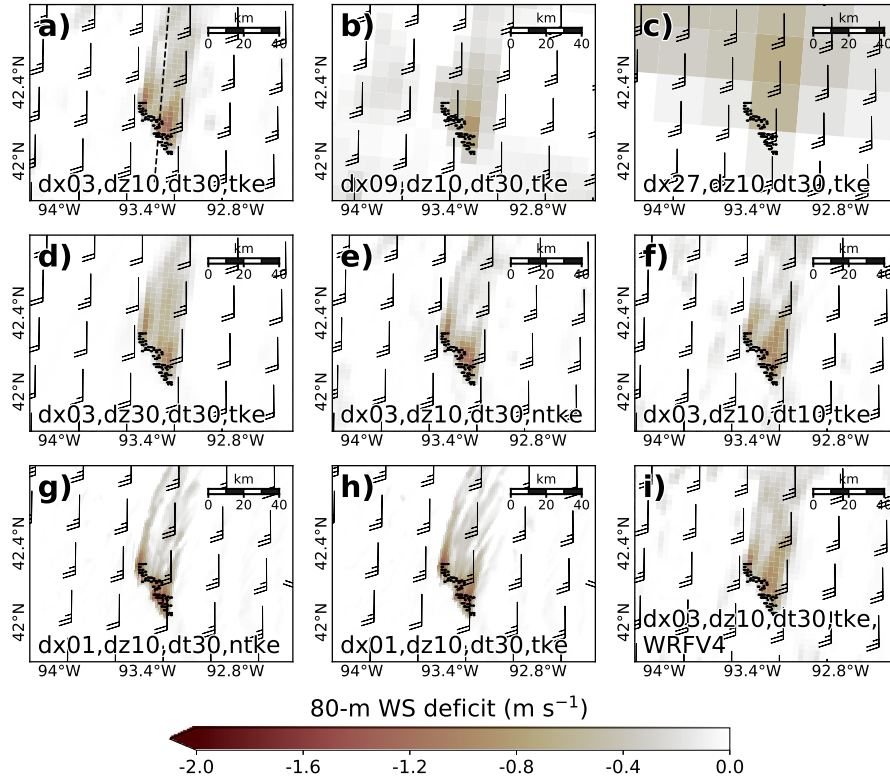 a)
km
0 20 40
42.4°N
42°N
dx03,dz10,dt30,tke
94°W 93.4°W 92.8°W
b)
km
0 20 40
42.4°N
42°N
dx09,dz10,dt30,tke
94°W 93.4°W 92.8°W
c)
km
0 20 40
42.4°N
42°N
dx27,dz10,dt30,tke
94°W 93.4°W 92.8°W
d)
km
0 20 40
42.4°N
42°N
dx03,dz30,dt30,tke
94°W 93.4°W 92.8°W
e)
km
0 20 40
42.4°N
42°N
dx03,dz10,dt30,ntke
94°W 93.4°W 92.8°W
f)
km
0 20 40
42.4°N
42°N
dx03,dz10,dt10,tke
94°W 93.4°W 92.8°W
g)
km
0 20 40
42.4°N
42°N
dx01,dz10,dt30,ntke
94°W 93.4°W 92.8°W
h)
km
0 20 40
42.4°N
42°N
dx01,dz10,dt30,tke
94°W 93.4°W 92.8°W
i)
km
0 20 40
42.4°N
42°N
dx03,dz10,dt30,tke,
WRFV4
94°W 93.4°W 92.8°W
80-m WS deficit (m s⁻¹)
-2.0 -1.6 -1.2 -0.8 -0.4 0.0